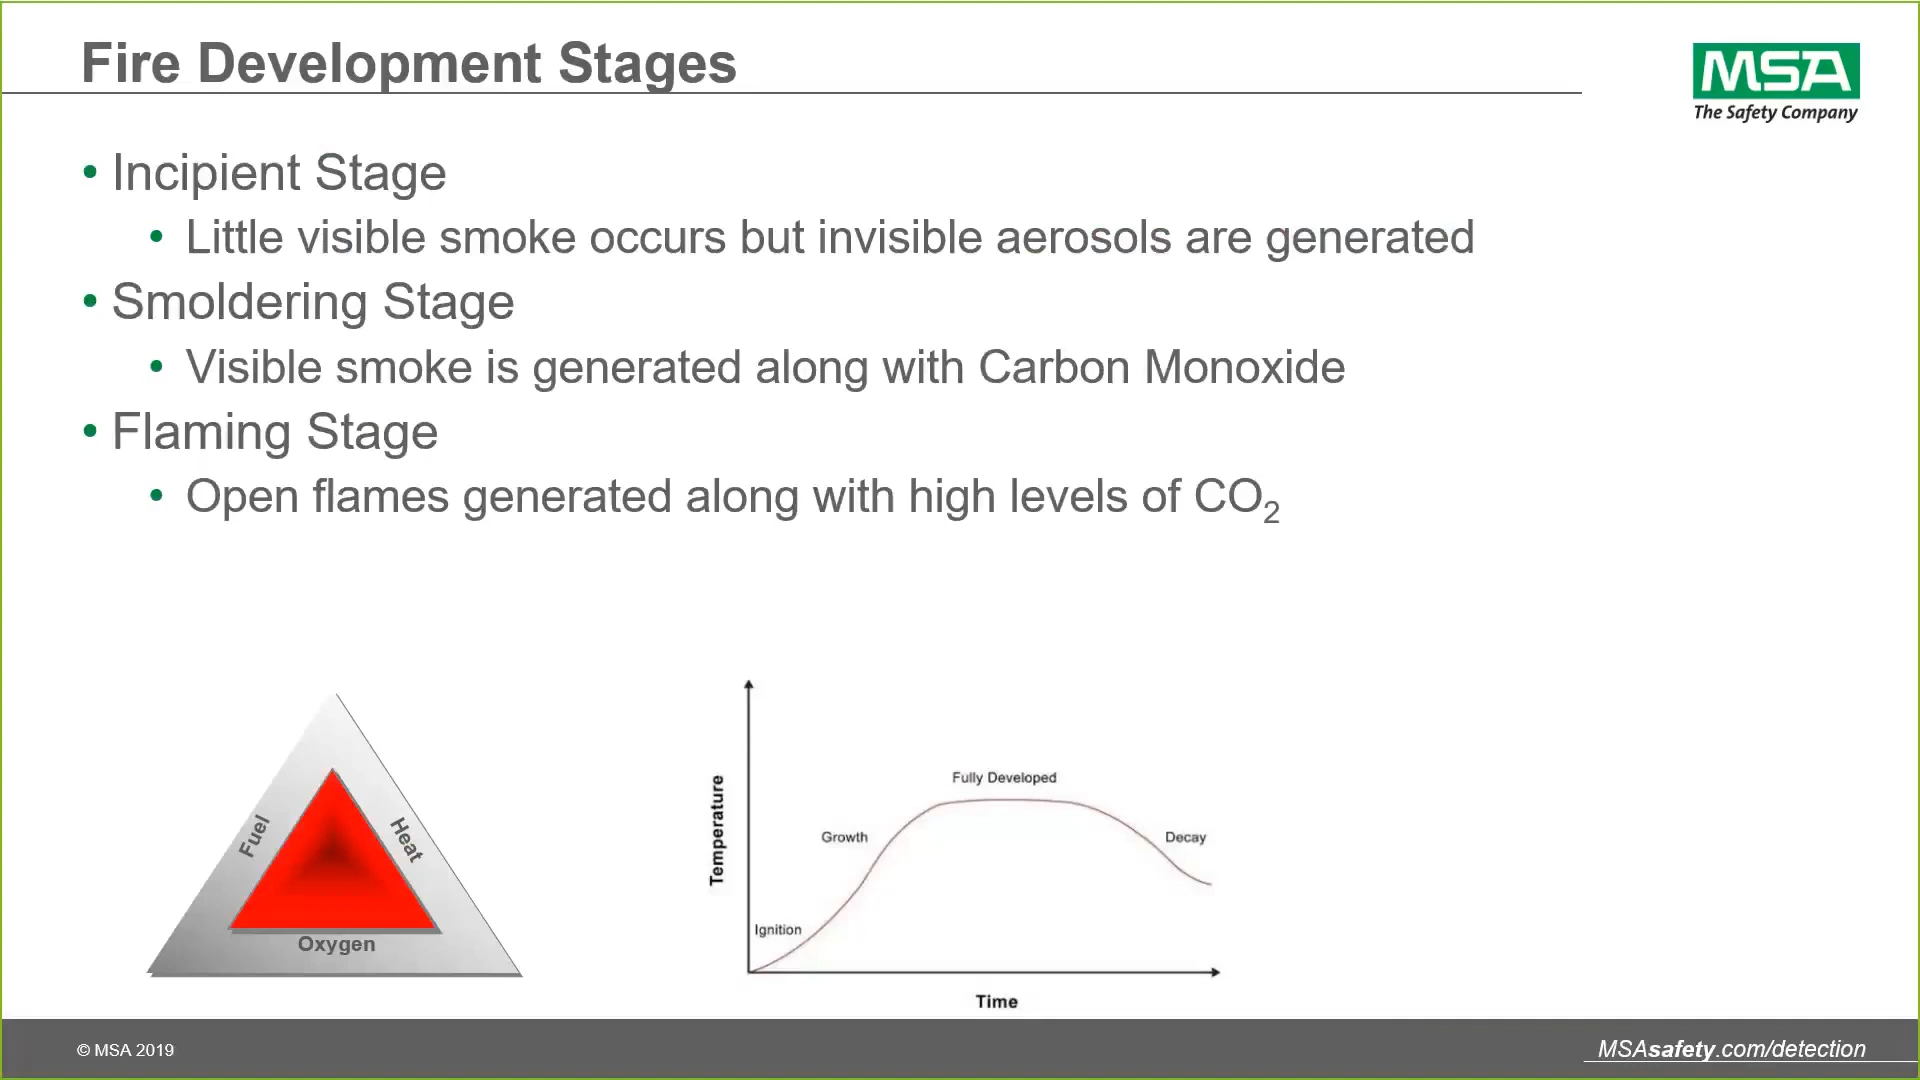 Fire Development Stages
MSA
The Safety Company
• Incipient Stage
• Little visible smoke occurs but invisible aerosols are generated
• Smoldering Stage
• Visible smoke is generated along with Carbon Monoxide
• Flaming Stage
• Open flames generated along with high levels of CO₂
Fuel
Heat
Oxygen
Temperature
Fully Developed
Growth
Decay
Ignition
Time
© MSA 2019
MSAsafety.com/detection